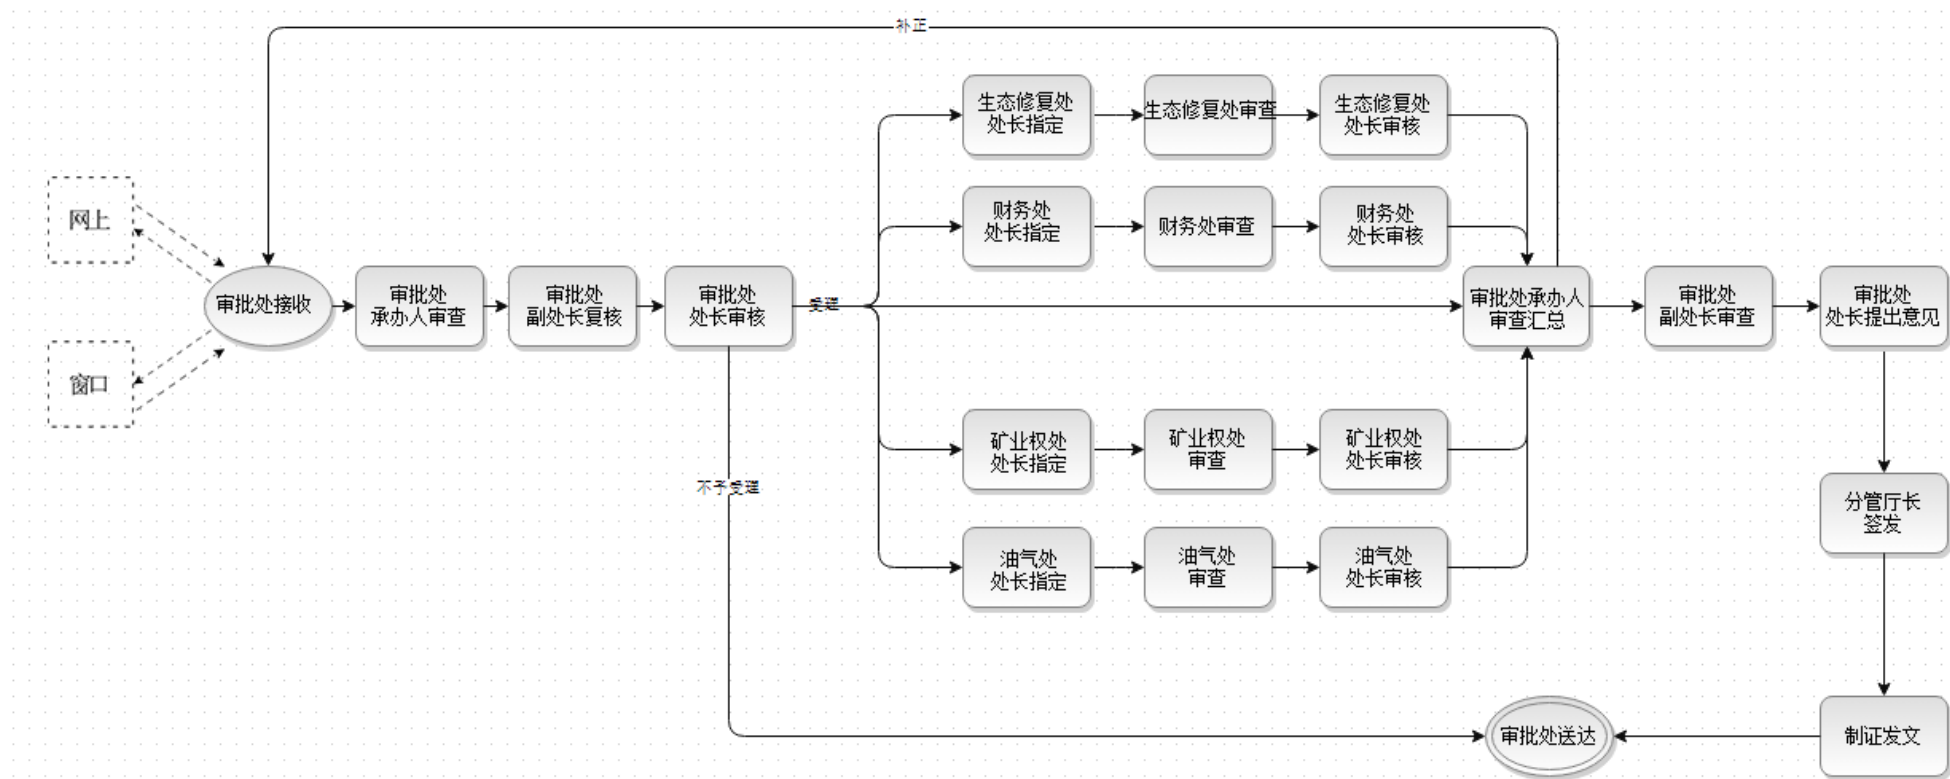 补正
生态修复处
处长指定
生态修复处审查
生态修复处
处长审核
网上
财务处
处长指定
财务处审查
财务处
处长审核
审批处接收
审批处
承办人审查
审批处
副处长复核
审批处
处长审核
受理
审批处承办人
审查汇总
审批处
副处长审查
审批处
处长提出意见
窗口
矿业权处
处长指定
矿业权处
审查
矿业权处
处长审核
不予受理
分管厅长
签发
油气处
处长指定
油气处
审查
油气处
处长审核
审批处送达
制证发文